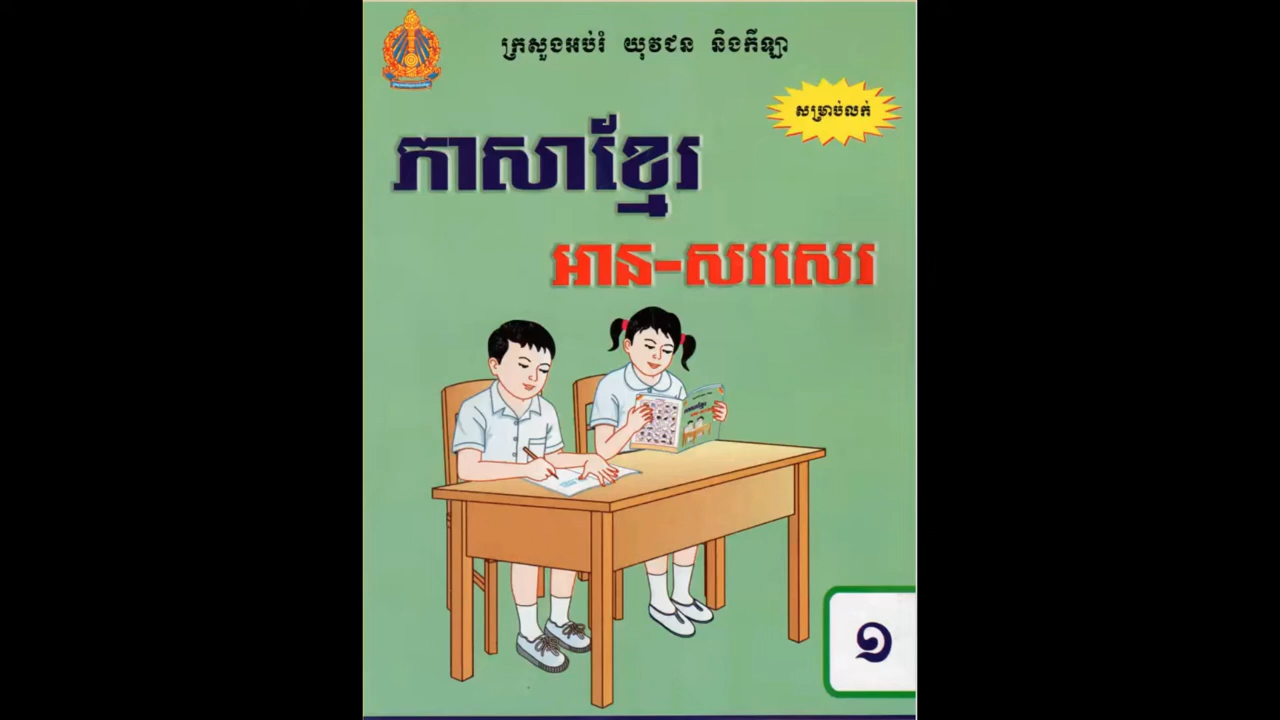 ក្រសួងអប់រំ យុវជន និងកីឡា
សម្រាប់លក់
ភាសាខ្មែរ
អាន-សរសេរ
១